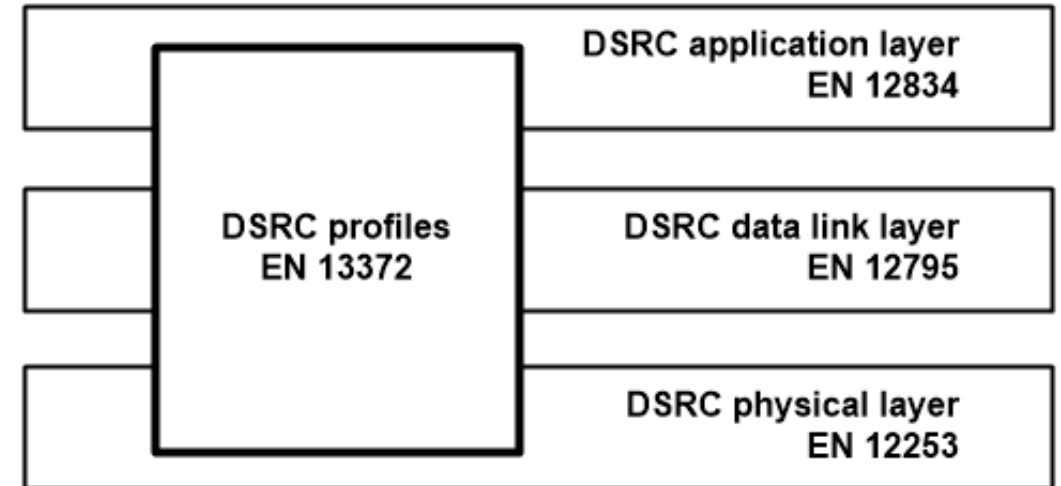 DSRC application layer
EN 12834
DSRC profiles
EN 13372
DSRC data link layer
EN 12795
DSRC physical layer
EN 12253